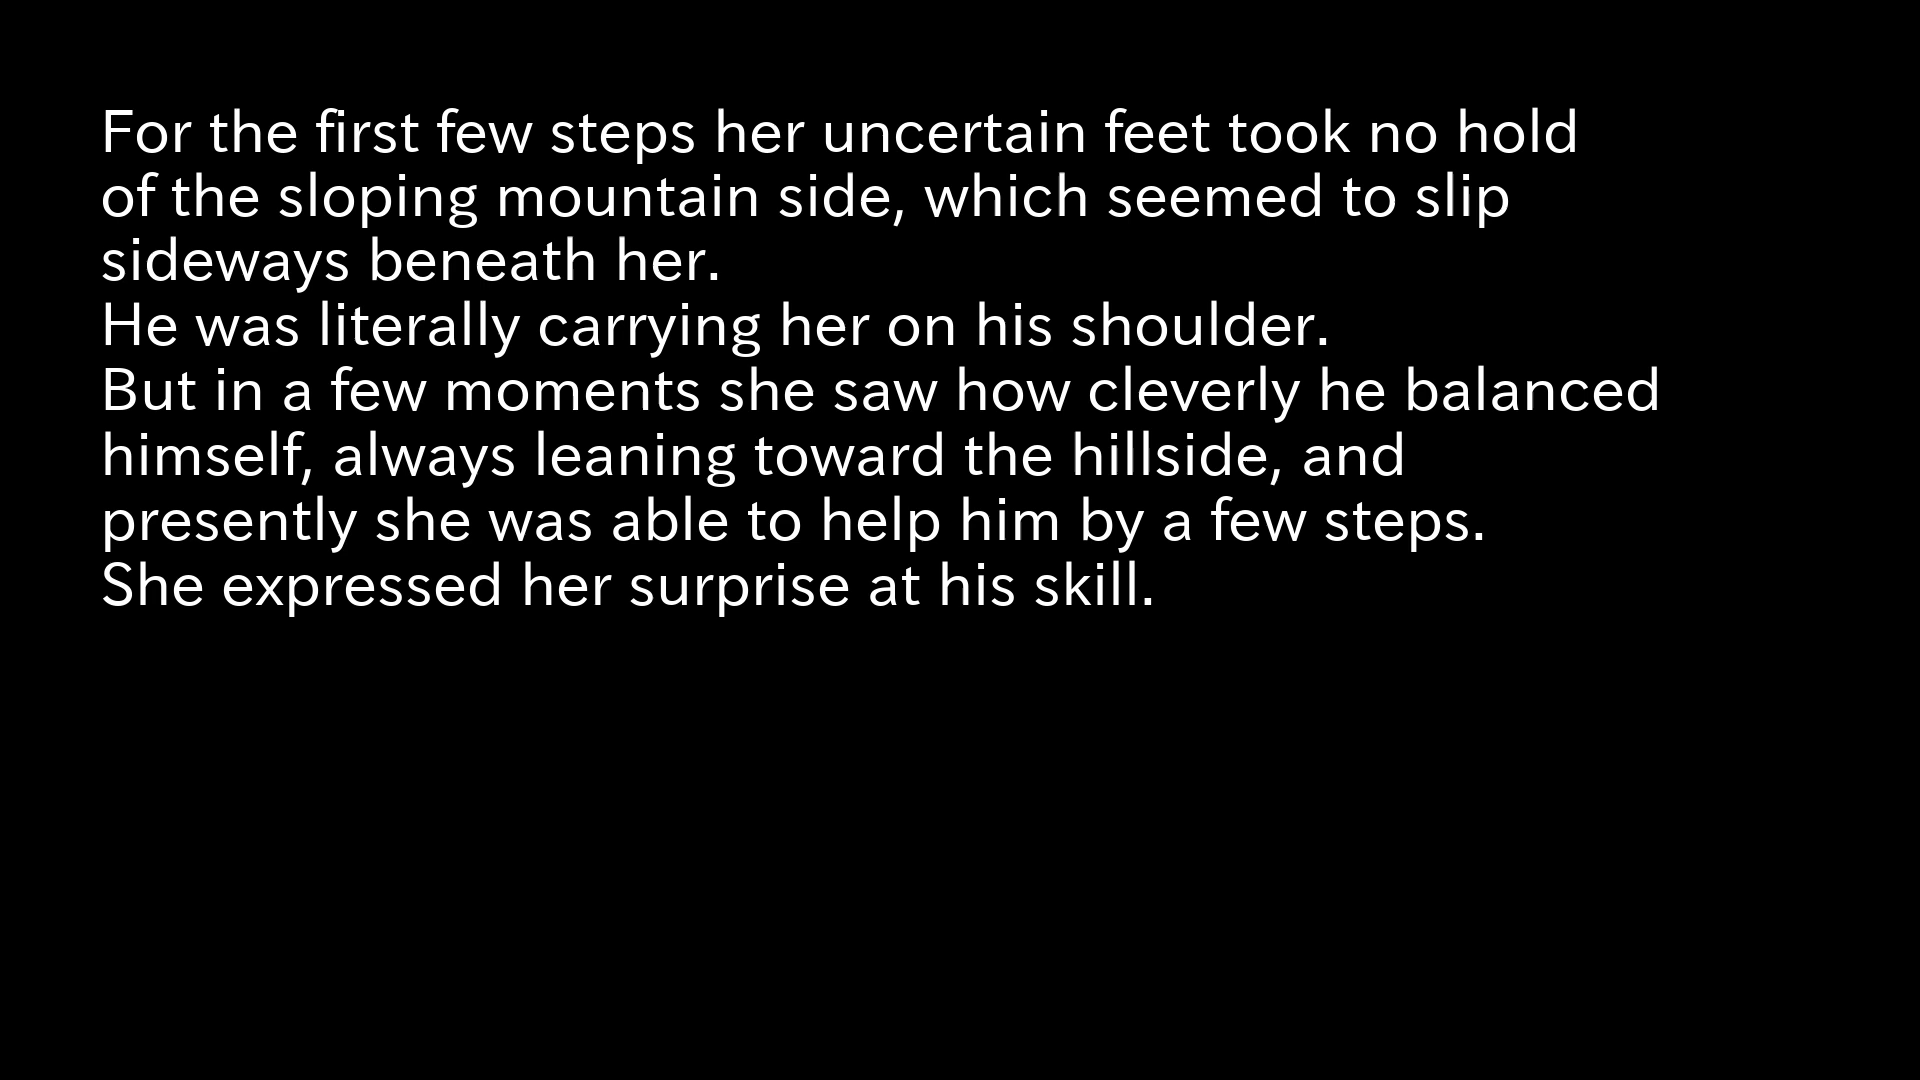 For the first few steps her uncertain feet took no hold
of the sloping mountain side, which seemed to slip
sideways beneath her.
He was literally carrying her on his shoulder.
But in a few moments she saw how cleverly he balanced
himself, always leaning toward the hillside, and
presently she was able to help him by a few steps.
She expressed her surprise at his skill.